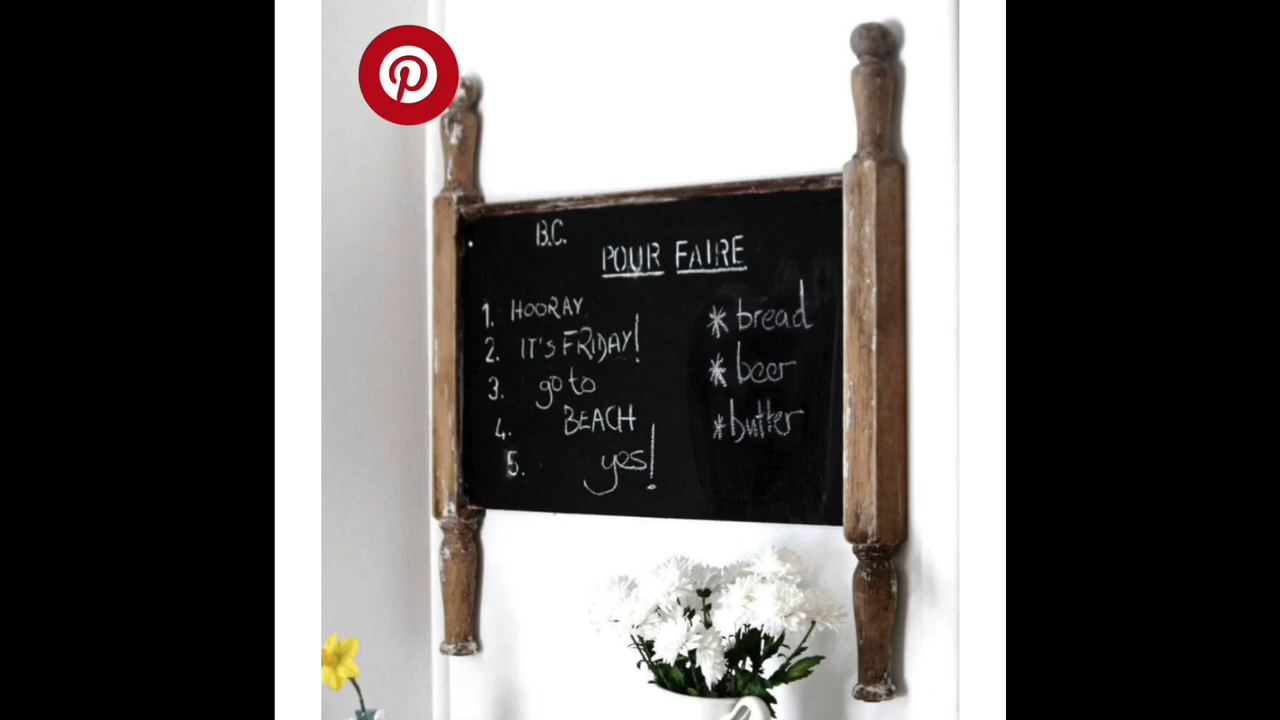 B.C.
POUR FAIRE
1. HOORAY
2. IT'S FRIDAY!
3. go to
4. BEACH
5. yes!
* bread
* beer
* butter